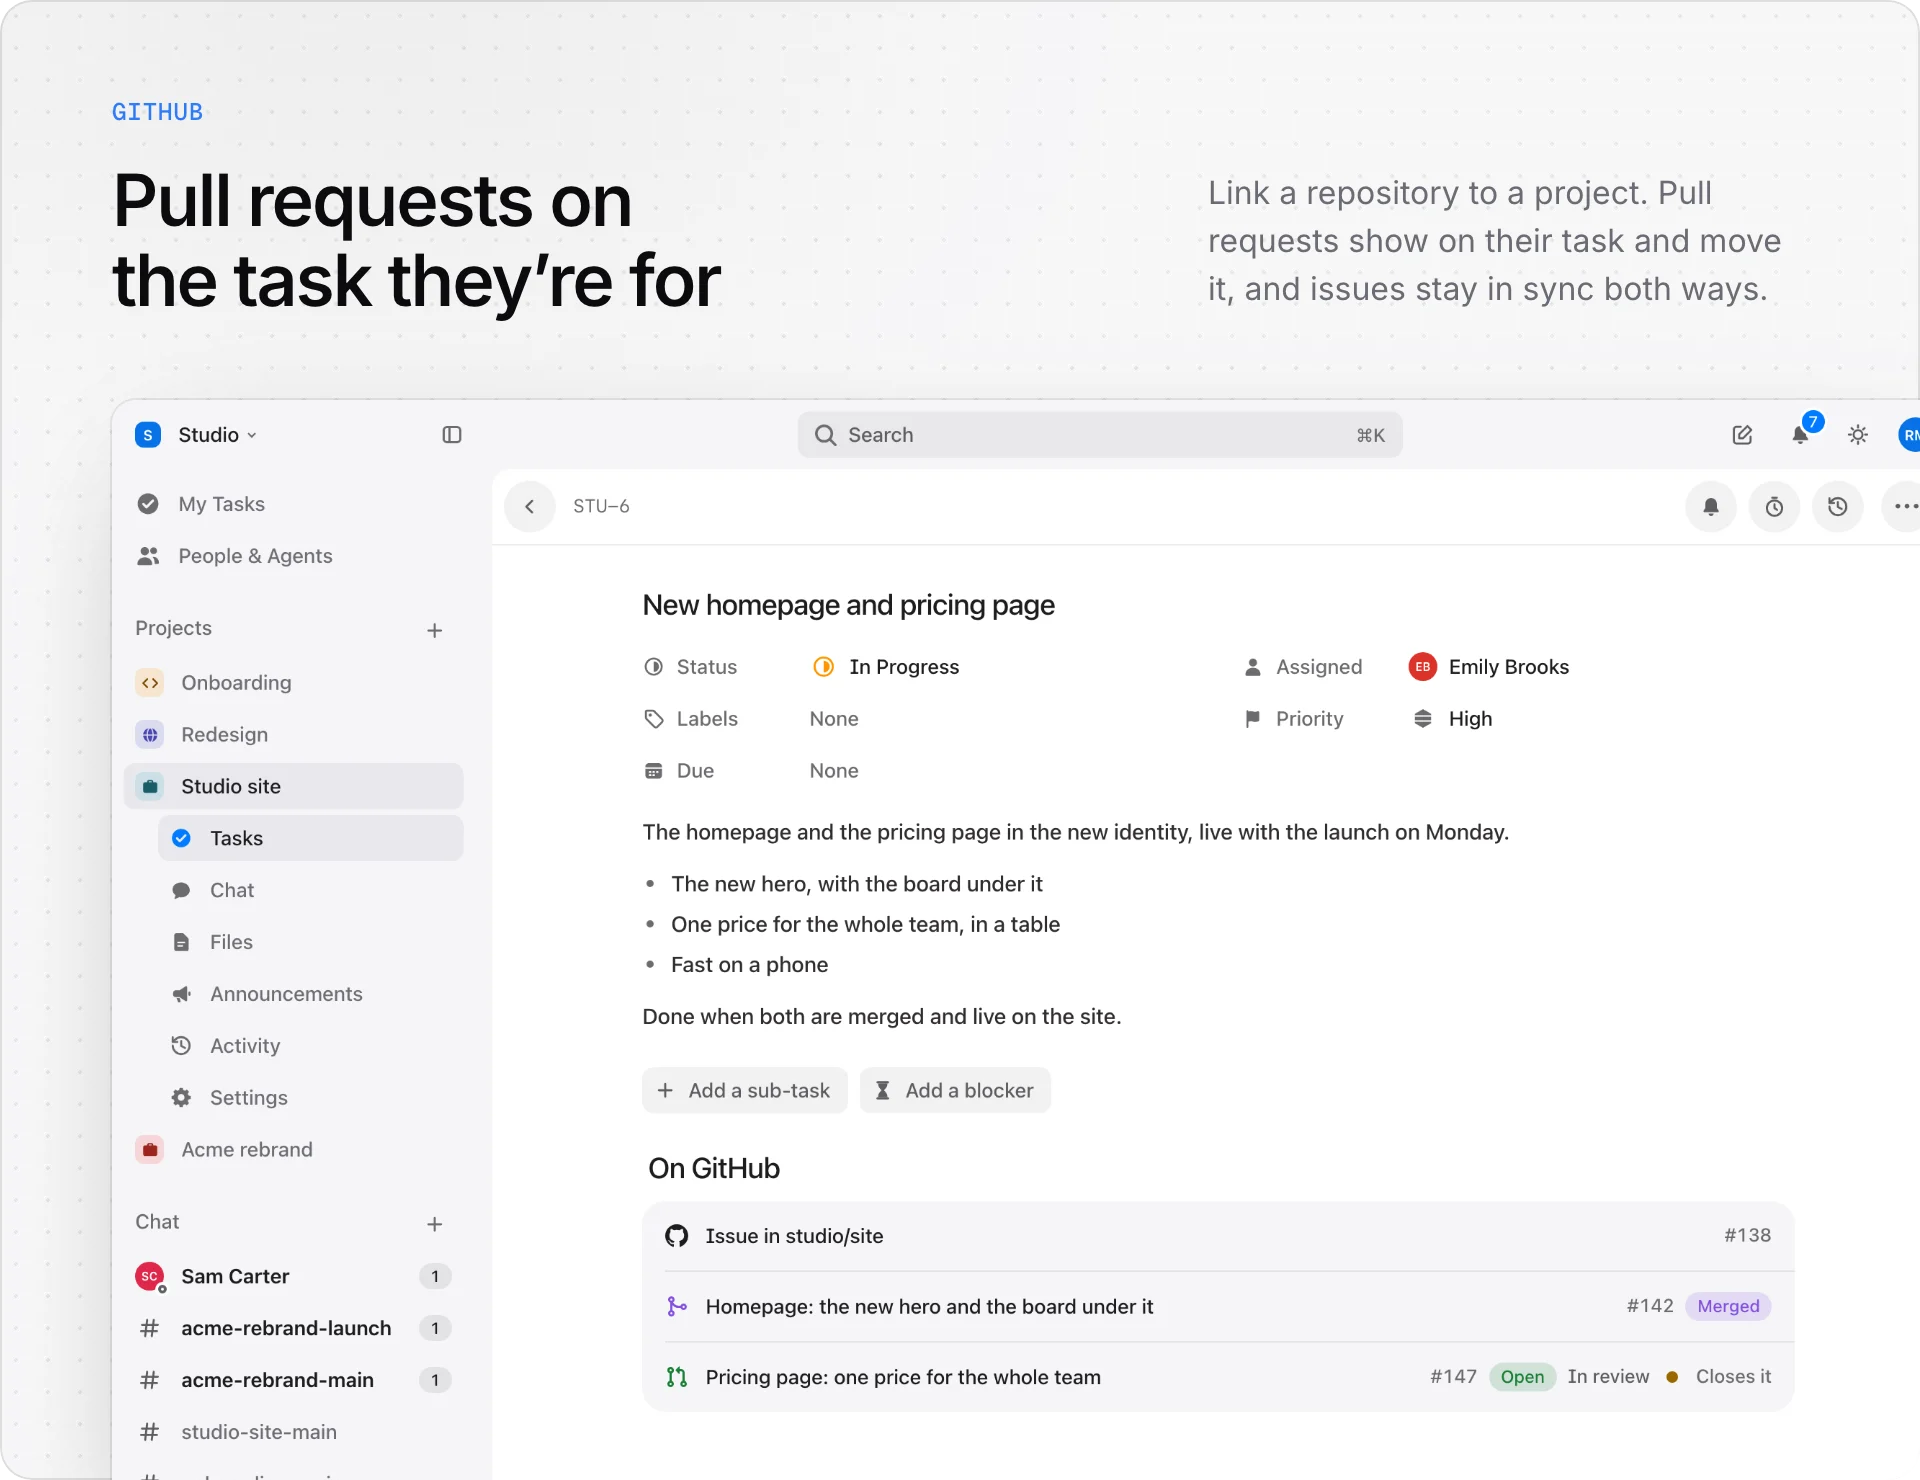 GITHUB
Pull requests on
the task they’re for
Link a repository to a project. Pull
requests show on their task and move
it, and issues stay in sync both ways.
S Studio
Search ⌘K
7
RM
My Tasks
People & Agents
Projects
Onboarding
Redesign
Studio site
Tasks
Chat
Files
Announcements
Activity
Settings
Acme rebrand
Chat
SC Sam Carter 1
# acme-rebrand-launch 1
# acme-rebrand-main 1
# studio-site-main
STU–6
New homepage and pricing page
Status In Progress
Assigned EB Emily Brooks
Labels None
Priority High
Due None
The homepage and the pricing page in the new identity, live with the launch on Monday.
• The new hero, with the board under it
• One price for the whole team, in a table
• Fast on a phone
Done when both are merged and live on the site.
+ Add a sub-task
Add a blocker
On GitHub
Issue in studio/site #138
Homepage: the new hero and the board under it #142 Merged
Pricing page: one price for the whole team #147 Open In review Closes it